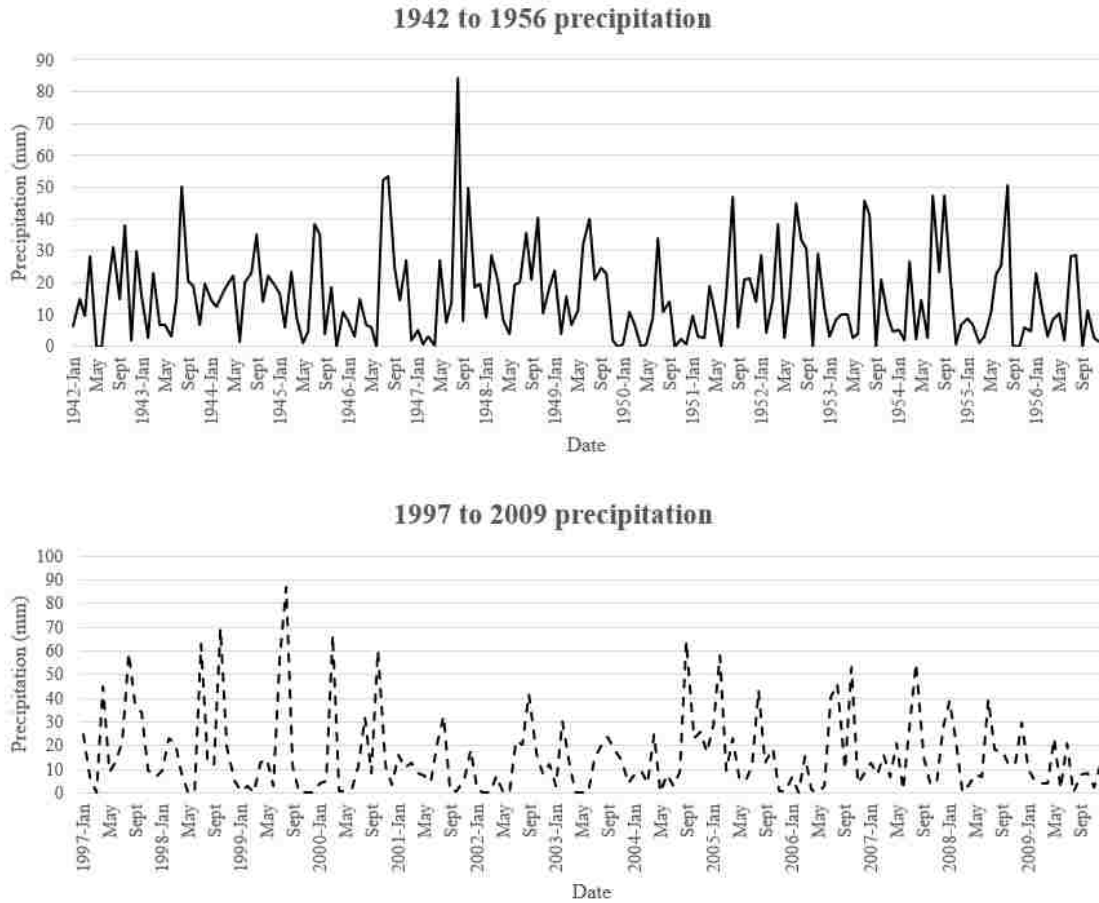 1942 to 1956 precipitation
90
80
70
60
50
40
30
20
10
0
Precipitation (mm)
1942-Jan
May
Sept
1943-Jan
May
Sept
1944-Jan
May
Sept
1945-Jan
May
Sept
1946-Jan
May
Sept
1947-Jan
May
Sept
1948-Jan
May
Sept
1949-Jan
May
Sept
1950-Jan
May
Sept
1951-Jan
May
Sept
1952-Jan
May
Sept
1953-Jan
May
Sept
1954-Jan
May
Sept
1955-Jan
May
Sept
1956-Jan
May
Sept
Date
1997 to 2009 precipitation
100
90
80
70
60
50
40
30
20
10
0
Precipitation (mm)
1997-Jan
May
Sept
1998-Jan
May
Sept
1999-Jan
May
Sept
2000-Jan
May
Sept
2001-Jan
May
Sept
2002-Jan
May
Sept
2003-Jan
May
Sept
2004-Jan
May
Sept
2005-Jan
May
Sept
2006-Jan
May
Sept
2007-Jan
May
Sept
2008-Jan
May
Sept
2009-Jan
May
Sept
Date